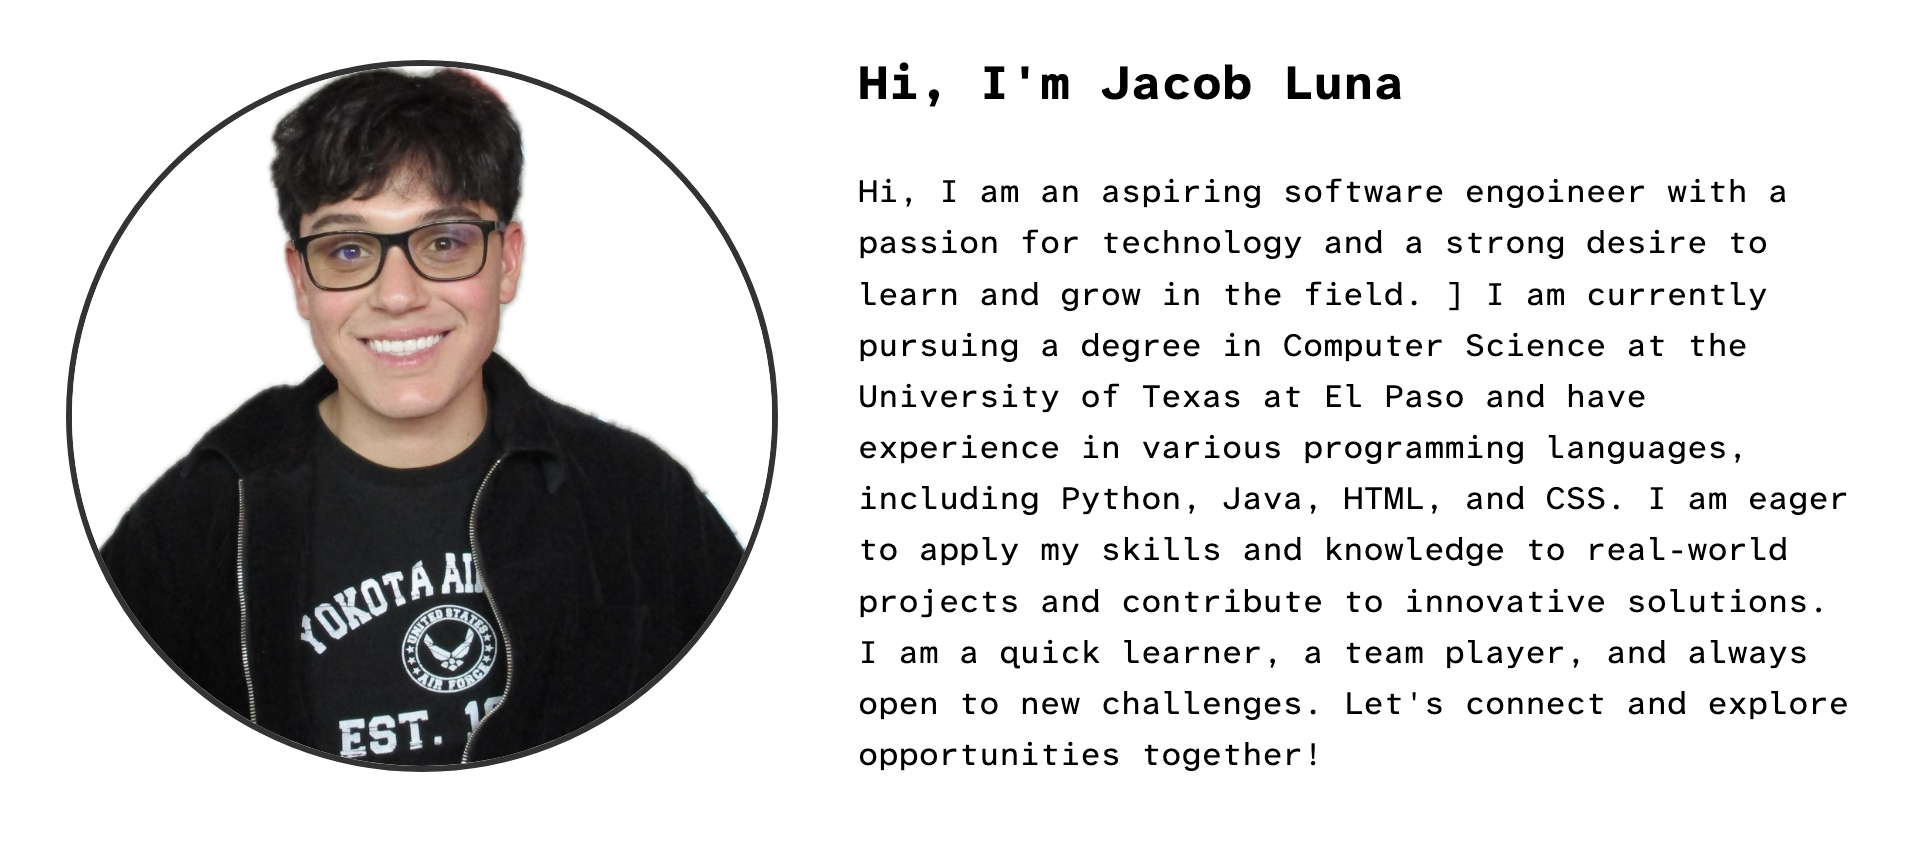 Hi, I'm Jacob Luna
Hi, I am an aspiring software engoineer with a
passion for technology and a strong desire to
learn and grow in the field. ] I am currently
pursuing a degree in Computer Science at the
University of Texas at El Paso and have
experience in various programming languages,
including Python, Java, HTML, and CSS. I am eager
to apply my skills and knowledge to real-world
projects and contribute to innovative solutions.
I am a quick learner, a team player, and always
open to new challenges. Let's connect and explore
opportunities together!
YOKOTA AI
UNITED STATES
AIR FORCE
EST. 19